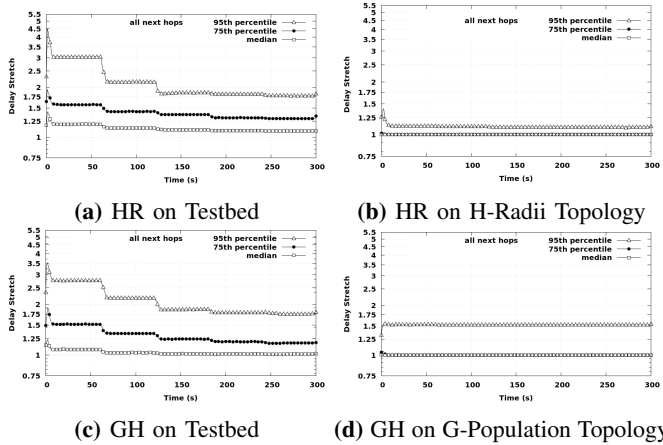 all next hops
95th percentile
75th percentile
median
Delay Stretch
5.5
5
4.5
4
3.5
3
2.5
2
1.75
1.5
1.25
1
0.75
0 50 100 150 200 250 300
Time (s)
(a) HR on Testbed
all next hops
95th percentile
75th percentile
median
Delay Stretch
5.5
5
4.5
4
3.5
3
2.5
2
1.75
1.5
1.25
1
0.75
0 50 100 150 200 250 300
Time (s)
(b) HR on H-Radii Topology
all next hops
95th percentile
75th percentile
median
Delay Stretch
5.5
5
4.5
4
3.5
3
2.5
2
1.75
1.5
1.25
1
0.75
0 50 100 150 200 250 300
Time (s)
(c) GH on Testbed
all next hops
95th percentile
75th percentile
median
Delay Stretch
5.5
5
4.5
4
3.5
3
2.5
2
1.75
1.5
1.25
1
0.75
0 50 100 150 200 250 300
Time (s)
(d) GH on G-Population Topology